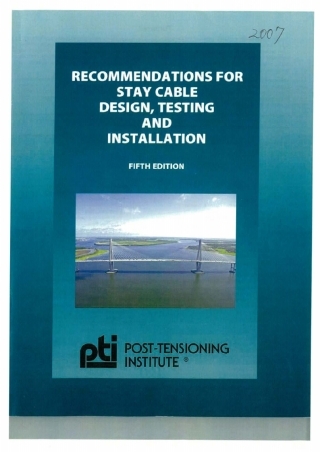 2007
RECOMMENDATIONS FOR
STAY CABLE
DESIGN, TESTING
AND
INSTALLATION
FIFTH EDITION
pti
POST-TENSIONING
INSTITUTE ®